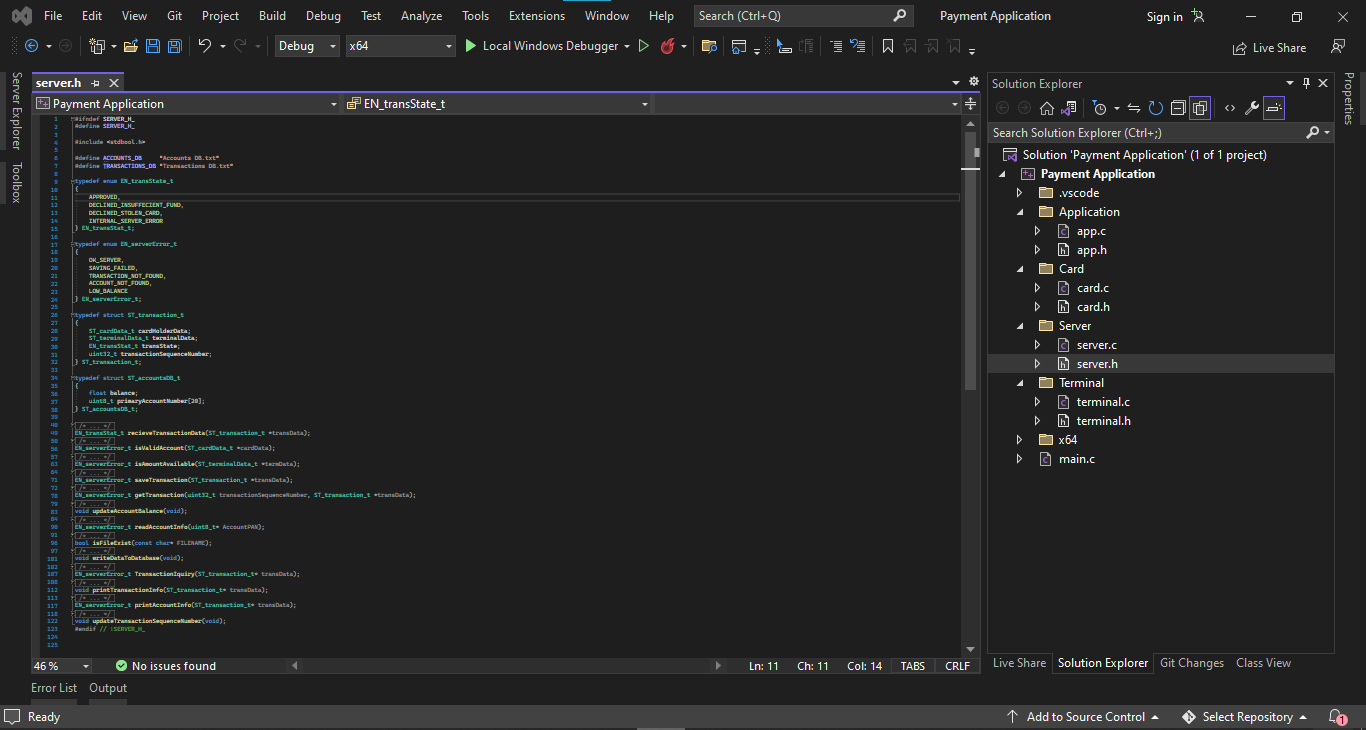 File Edit View Git Project Build Debug Test Analyze Tools Extensions Window Help Search (Ctrl+Q) Payment Application Sign in
Debug x64 Local Windows Debugger Live Share
Server Explorer
Toolbox
server.h
Payment Application EN_transState_t
1 #ifndef SERVER_H_
2 #define SERVER_H_
3
4 #include <stdbool.h>
5
6 #define ACCOUNTS_DB "Accounts DB.txt"
7 #define TRANSACTIONS_DB "Transactions DB.txt"
8
9 typedef enum EN_transState_t
10 {
11 APPROVED,
12 DECLINED_INSUFFECIENT_FUND,
13 DECLINED_STOLEN_CARD,
14 INTERNAL_SERVER_ERROR
15 } EN_transStat_t;
16
17 typedef enum EN_serverError_t
18 {
19 OK_SERVER,
20 SAVING_FAILED,
21 TRANSACTION_NOT_FOUND,
22 ACCOUNT_NOT_FOUND,
23 LOW_BALANCE
24 } EN_serverError_t;
25
26 typedef struct ST_transaction_t
27 {
28 ST_cardData_t cardHolderData;
29 ST_terminalData_t terminalData;
30 EN_transStat_t transState;
31 uint32_t transactionSequenceNumber;
32 } ST_transaction_t;
33
34 typedef struct ST_accountsDB_t
35 {
36 float balance;
37 uint8_t primaryAccountNumber[20];
38 } ST_accountsDB_t;
39
40 /* ... */
49 EN_transStat_t recieveTransactionData(ST_transaction_t *transData);
50 /* ... */
56 EN_serverError_t isValidAccount(ST_cardData_t *cardData);
57 /* ... */
63 EN_serverError_t isAmountAvailable(ST_terminalData_t *termData);
64 /* ... */
71 EN_serverError_t saveTransaction(ST_transaction_t *transData);
72 /* ... */
78 EN_serverError_t getTransaction(uint32_t transactionSequenceNumber, ST_transaction_t *transData);
79 /* ... */
83 void updateAccountBalance(void);
84 /* ... */
90 EN_serverError_t readAccountInfo(uint8_t* AccountPAN);
91 /* ... */
96 bool isFileExist(const char* FILENAME);
97 /* ... */
101 void writeDataToDatabase(void);
102 /* ... */
107 EN_serverError_t TransactionIquiry(ST_transaction_t* transData);
108 /* ... */
112 void printTransactionInfo(ST_transaction_t* transData);
113 /* ... */
117 EN_serverError_t printAccountInfo(ST_transaction_t* transData);
118 /* ... */
122 void updateTransactionSequenceNumber(void);
123 #endif // !SERVER_H_
124
125
46 % No issues found Ln: 11 Ch: 11 Col: 14 TABS CRLF
Solution Explorer
Search Solution Explorer (Ctrl+;)
Solution 'Payment Application' (1 of 1 project)
Payment Application
.vscode
Application
app.c
app.h
Card
card.c
card.h
Server
server.c
server.h
Terminal
terminal.c
terminal.h
x64
main.c
Live Share Solution Explorer Git Changes Class View
Properties
Error List Output
Ready Add to Source Control Select Repository 1